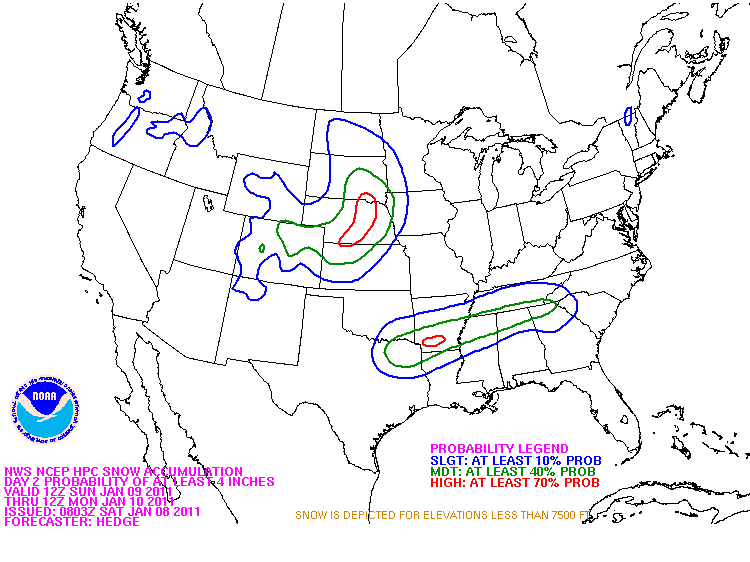 NOAA
PROBABILITY LEGEND
SLGT: AT LEAST 10% PROB
MDT: AT LEAST 40% PROB
HIGH: AT LEAST 70% PROB
NWS NCEP HPC SNOW ACCUMULATION
DAY 2 PROBABILITY OF AT LEAST 4 INCHES
VALID 12Z SUN JAN 09 2011
THRU 12Z MON JAN 10 2011
ISSUED: 0803Z SAT JAN 08 2011
FORECASTER: HEDGE
SNOW IS DEPICTED FOR ELEVATIONS LESS THAN 7500 FT.